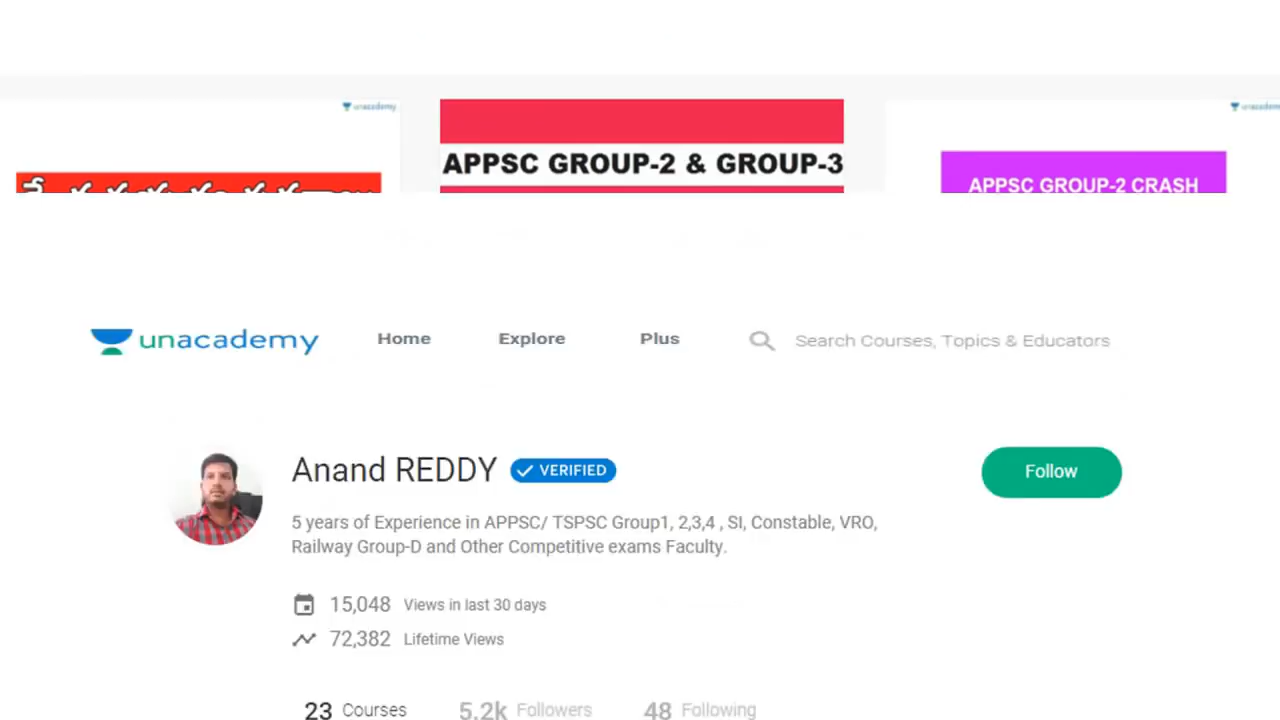 unacademy
unacademy
APPSC GROUP-2 & GROUP-3
APPSC GROUP-2 CRASH
unacademy
Home
Explore
Plus
Search Courses, Topics & Educators
Anand REDDY
VERIFIED
Follow
5 years of Experience in APPSC/ TSPSC Group1, 2,3,4 , SI, Constable, VRO,
Railway Group-D and Other Competitive exams Faculty.
15,048 Views in last 30 days
72,382 Lifetime Views
23 Courses
5.2k Followers
48 Following